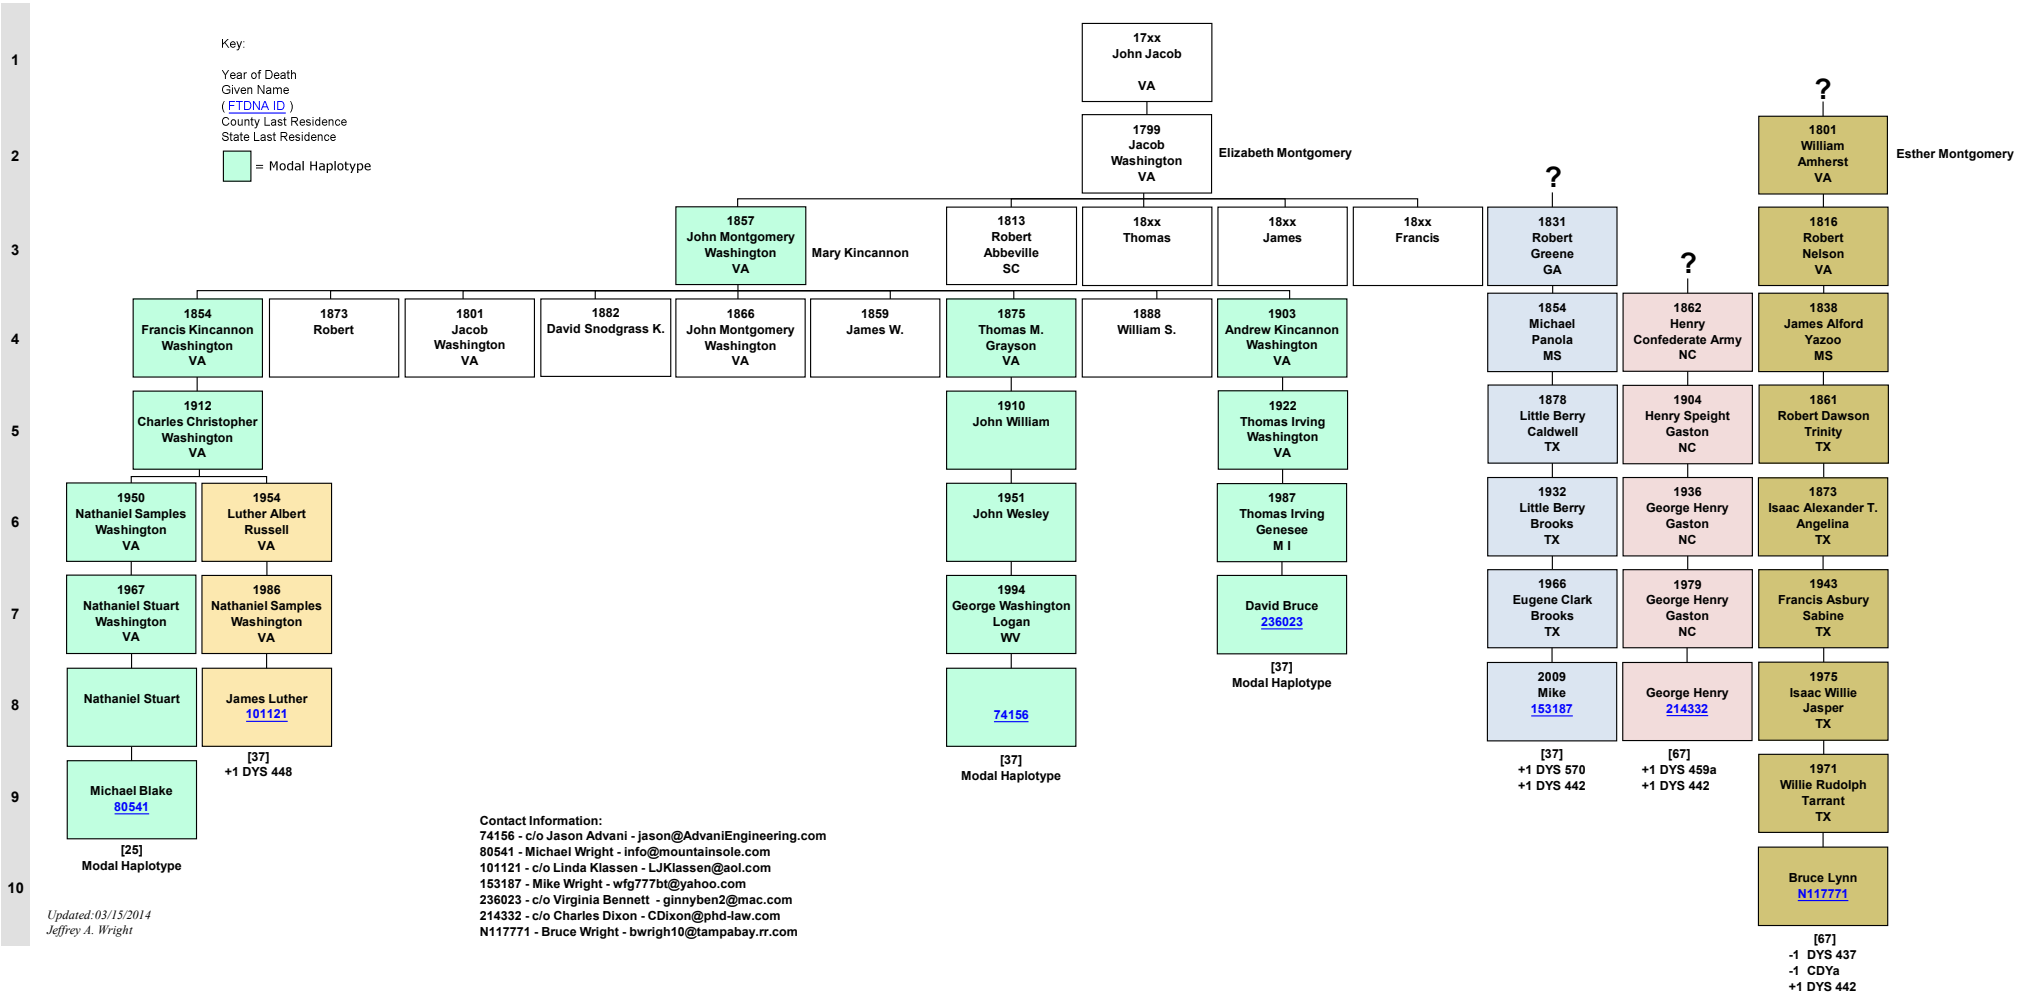 Key:
Year of Death
Given Name
( FTDNA ID )
County Last Residence
State Last Residence
= Modal Haplotype
1
17xx
John Jacob
VA
2
1799
Jacob
Washington
VA
Elizabeth Montgomery
?
1801
William
Amherst
VA
Esther Montgomery
3
1857
John Montgomery
Washington
VA
Mary Kincannon
1813
Robert
Abbeville
SC
18xx
Thomas
18xx
James
18xx
Francis
?
1831
Robert
Greene
GA
1816
Robert
Nelson
VA
4
1854
Francis Kincannon
Washington
VA
1873
Robert
1801
Jacob
Washington
VA
1882
David Snodgrass K.
1866
John Montgomery
Washington
VA
1859
James W.
1875
Thomas M.
Grayson
VA
1888
William S.
1903
Andrew Kincannon
Washington
VA
1854
Michael
Panola
MS
?
1862
Henry
Confederate Army
NC
1838
James Alford
Yazoo
MS
5
1912
Charles Christopher
Washington
VA
1910
John William
1922
Thomas Irving
Washington
VA
1878
Little Berry
Caldwell
TX
1904
Henry Speight
Gaston
NC
1861
Robert Dawson
Trinity
TX
6
1950
Nathaniel Samples
Washington
VA
1954
Luther Albert
Russell
VA
1951
John Wesley
1987
Thomas Irving
Genesee
M I
1932
Little Berry
Brooks
TX
1936
George Henry
Gaston
NC
1873
Isaac Alexander T.
Angelina
TX
7
1967
Nathaniel Stuart
Washington
VA
1986
Nathaniel Samples
Washington
VA
1994
George Washington
Logan
WV
David Bruce
236023
[37]
Modal Haplotype
1966
Eugene Clark
Brooks
TX
1979
George Henry
Gaston
NC
1943
Francis Asbury
Sabine
TX
8
Nathaniel Stuart
James Luther
101121
[37]
+1 DYS 448
74156
[37]
Modal Haplotype
2009
Mike
153187
[37]
+1 DYS 570
+1 DYS 442
George Henry
214332
[67]
+1 DYS 459a
+1 DYS 442
1975
Isaac Willie
Jasper
TX
9
Michael Blake
80541
[25]
Modal Haplotype
1971
Willie Rudolph
Tarrant
TX
10
Bruce Lynn
N117771
[67]
-1 DYS 437
-1 CDYa
+1 DYS 442
Contact Information:
74156 - c/o Jason Advani - jason@AdvaniEngineering.com
80541 - Michael Wright - info@mountainsole.com
101121 - c/o Linda Klassen - LJKlassen@aol.com
153187 - Mike Wright - wfg777bt@yahoo.com
236023 - c/o Virginia Bennett - ginnyben2@mac.com
214332 - c/o Charles Dixon - CDixon@phd-law.com
N117771 - Bruce Wright - bwrigh10@tampabay.rr.com
Updated:03/15/2014
Jeffrey A. Wright